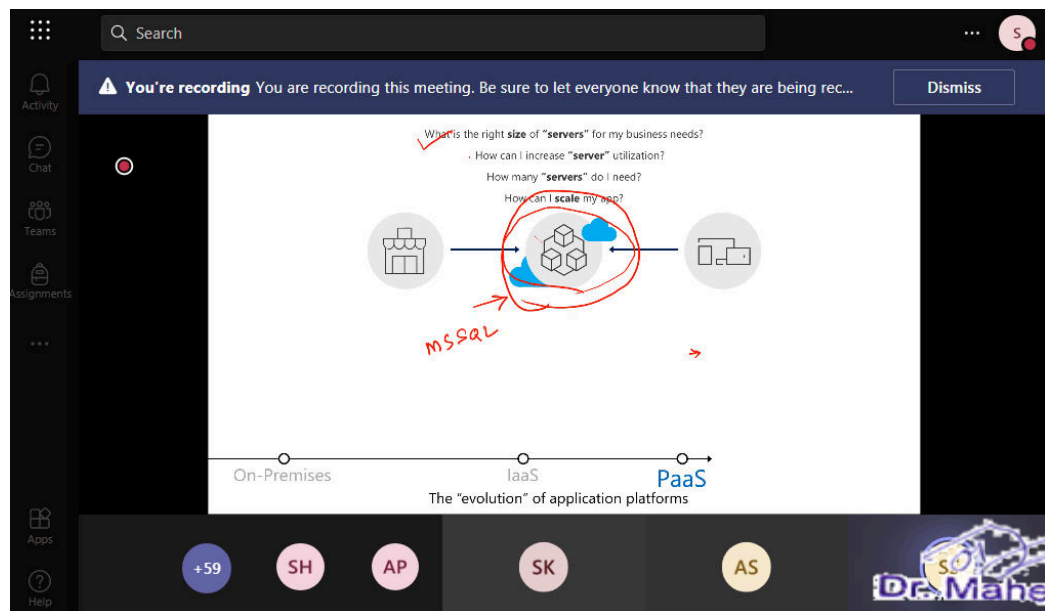 Search
...
S
You're recording You are recording this meeting. Be sure to let everyone know that they are being rec...
Dismiss
Activity
Chat
Teams
Assignments
...
Apps
Help
What is the right size of “servers” for my business needs?
How can I increase “server” utilization?
How many “servers” do I need?
How can I scale my app?
MSSQL
On-Premises
IaaS
PaaS
The “evolution” of application platforms
+59
SH
AP
SK
AS
Dr. Mahe